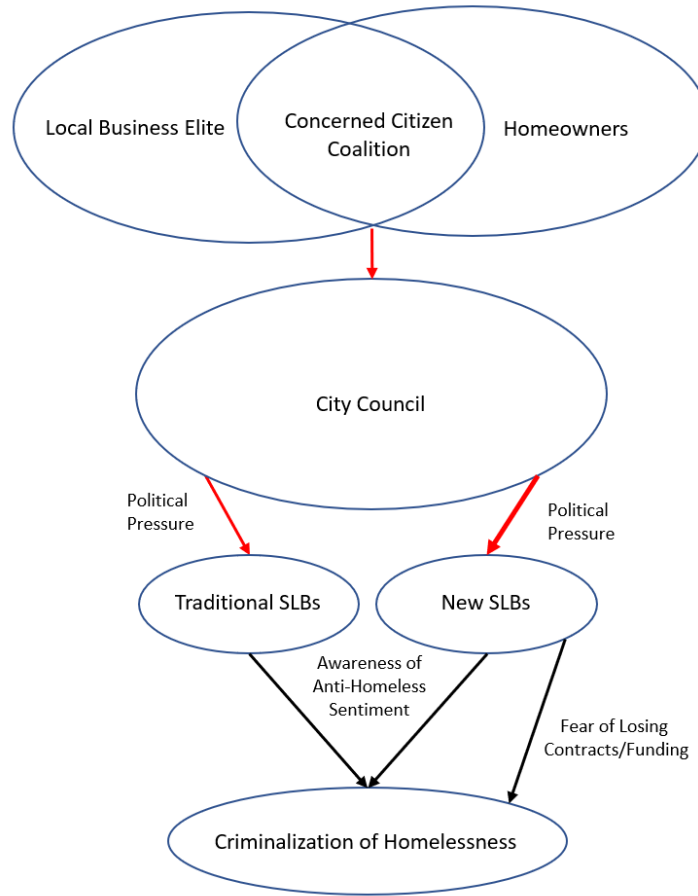 Local Business Elite
Concerned Citizen
Coalition
Homeowners
City Council
Political
Pressure
Political
Pressure
Traditional SLBs
New SLBs
Awareness of
Anti-Homeless
Sentiment
Fear of Losing
Contracts/Funding
Criminalization of Homelessness